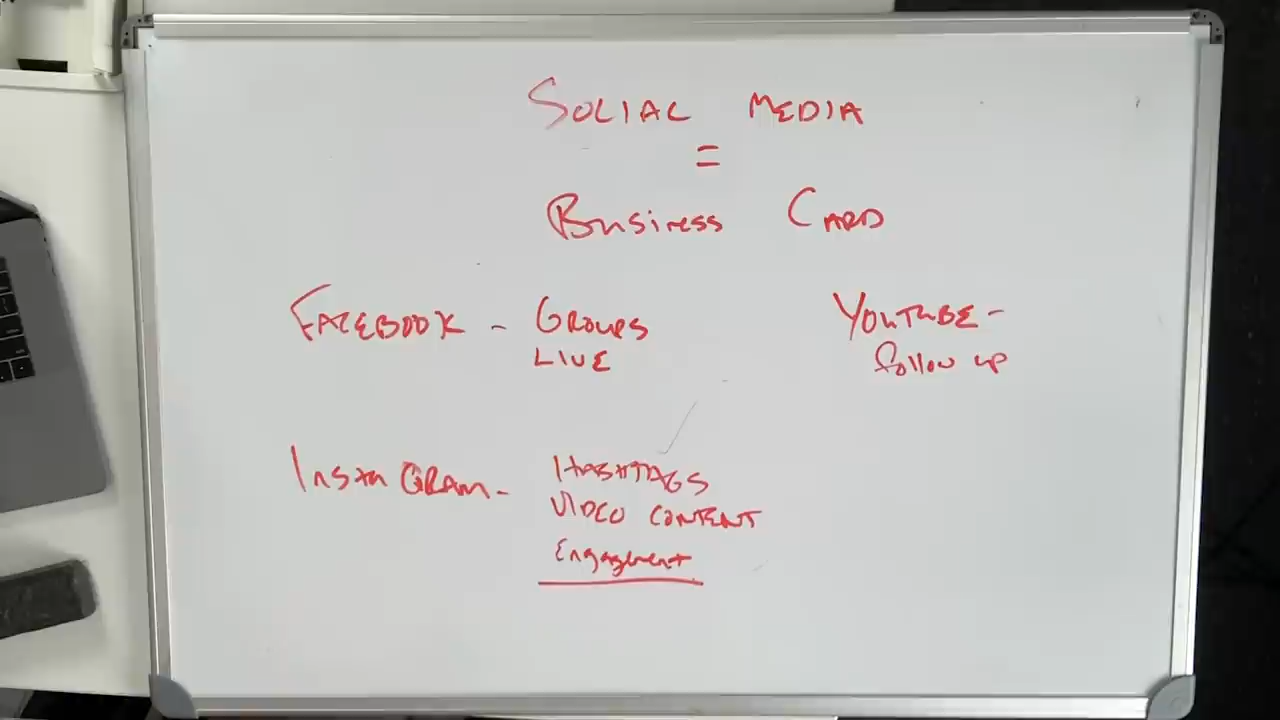 SOCIAL MEDIA
=
BUSINESS CARD
FACEBOOK - GROUPS
LIVE
YOUTUBE -
follow up
INSTAGRAM - HASHTAGS
VIDEO CONTENT
Engagement